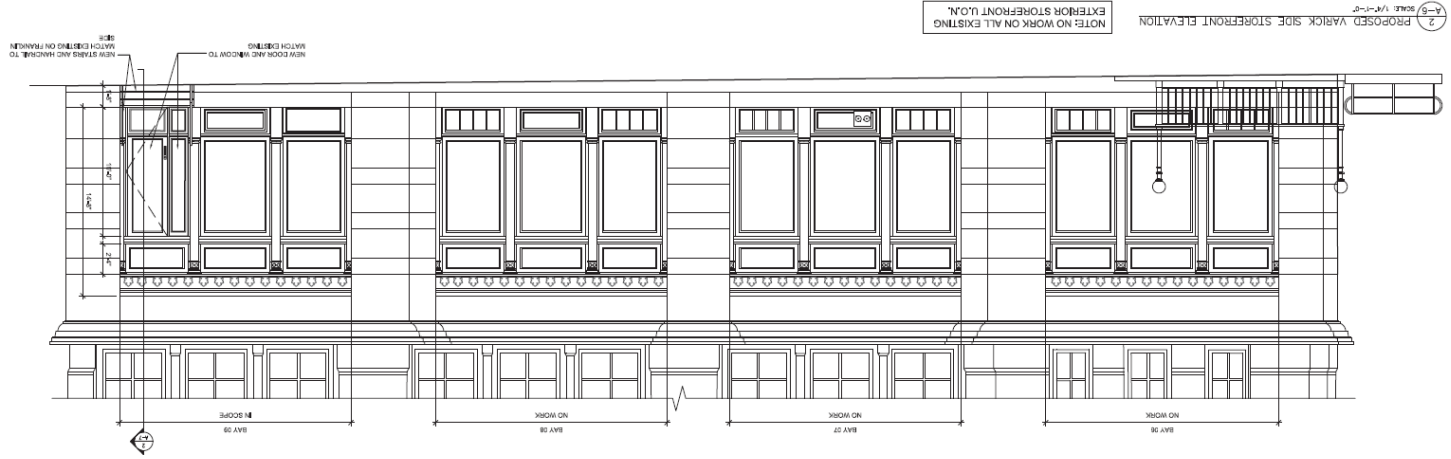 BAY 06
NO WORK
BAY 07
NO WORK
BAY 08
NO WORK
BAY 09
IN SCOPE
NEW DOOR AND WINDOW TO
MATCH EXISTING
NEW STAIRS AND HANDRAIL TO
MATCH EXISTING ON FRANKLIN
SIDE
NOTE: NO WORK ON ALL EXISTING
EXTERIOR STOREFRONT U.O.N.
2
A-6
PROPOSED VARICK SIDE STOREFRONT ELEVATION
SCALE: 1/4"=1'-0"